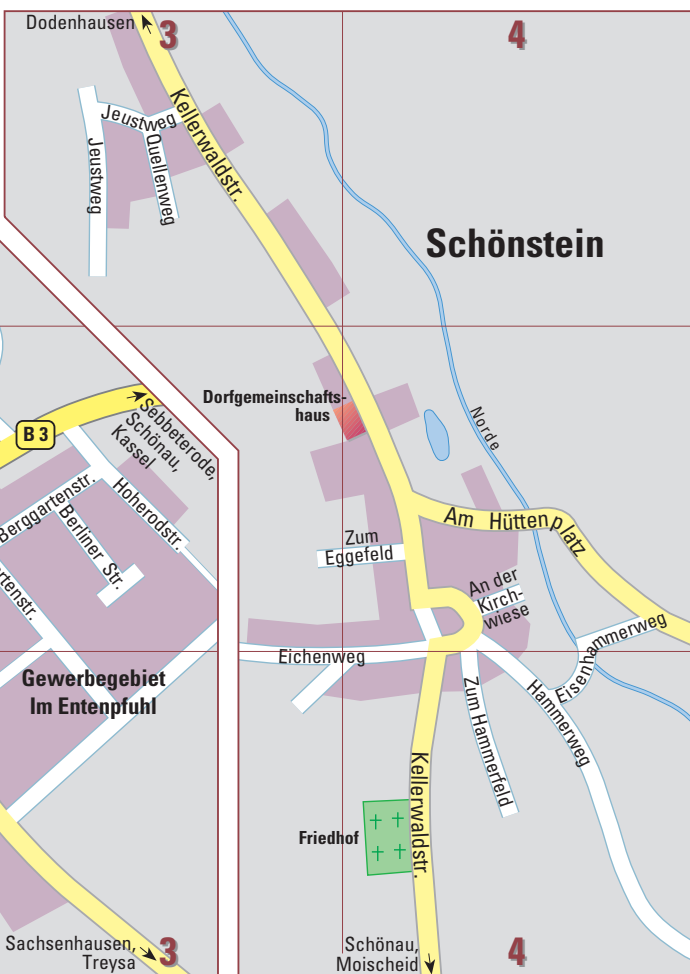 Dodenhausen
3
4
Jeustweg
Kellerwaldstr.
Jeustweg
Quellenweg
Schönstein
Dorfgemeinschafts-
haus
B 3
Sebbeterode,
Schönau,
Kassel
Norde
Berggartenstr.
Hoherodstr.
Berliner Str.
Am Hüttenplatz
Zum
Eggefeld
An der
Kirch-
wiese
rtenstr.
Eisenhammerweg
Eichenweg
Gewerbegebiet
Im Entenpfuhl
Zum Hammerfeld
Hammerweg
Kellerwaldstr.
Friedhof
Sachsenhausen,
Treysa
3
Schönau,
Moischeid
4